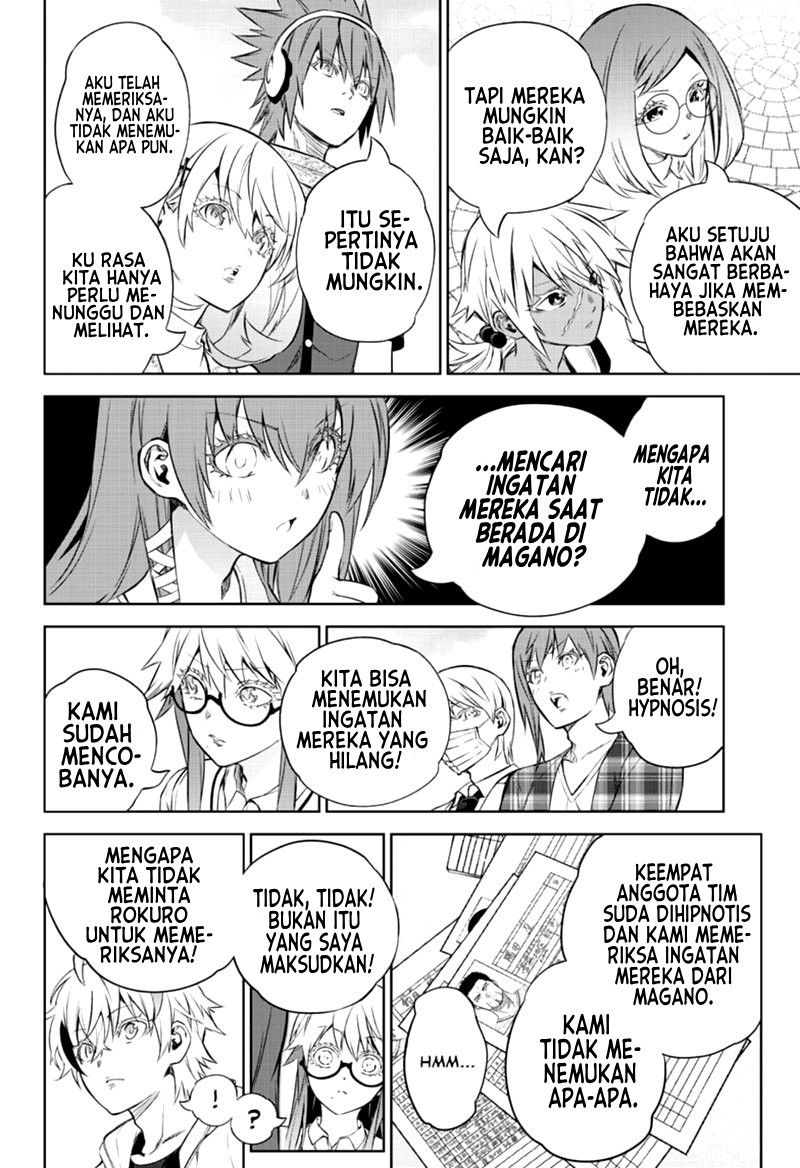 TAPI MEREKA
MUNGKIN
BAIK-BAIK
SAJA, KAN?
AKU SETUJU
BAHWA AKAN
SANGAT BERBA-
HAYA JIKA MEM-
BEBASKAN
MEREKA.
AKU TELAH
MEMERIKSA-
NYA, DAN AKU
TIDAK MENEMU-
KAN APA PUN.
ITU SE-
PERTINYA
TIDAK
MUNGKIN.
KU RASA
KITA HANYA
PERLU ME-
NUNGGU DAN
MELIHAT.
MENGAPA
KITA
TIDAK...
...MENCARI
INGATAN
MEREKA SAAT
BERADA DI
MAGANO?
OH,
BENAR!
HYPNOSIS!
KITA BISA
MENEMUKAN
INGATAN
MEREKA YANG
HILANG!
KAMI
SUDAH
MENCO-
BANYA.
KEEMPAT
ANGGOTA TIM
SUDA DIHIPNOTIS
DAN KAMI MEME-
RIKSA INGATAN
MEREKA DARI
MAGANO.
KAMI
TIDAK ME-
NEMUKAN
APA-APA.
HMM...
TIDAK, TIDAK!
BUKAN ITU
YANG SAYA
MAKSUDKAN!
MENGAPA
KITA TIDAK
MEMINTA
ROKURO
UNTUK MEME-
RIKSANYA!
!
?